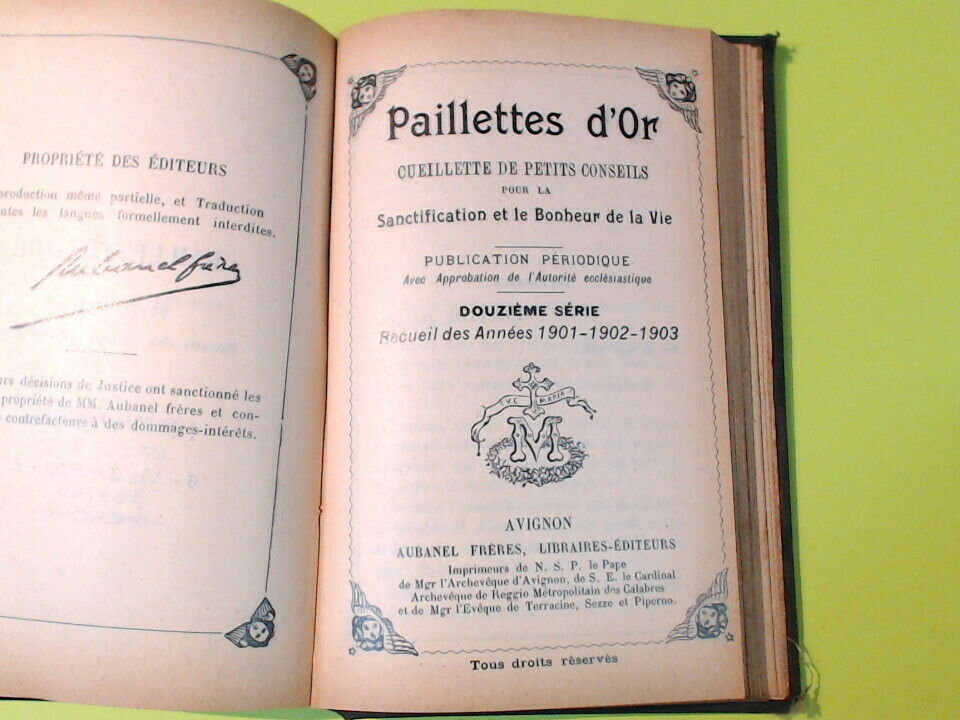 PROPRIÉTÉ DES ÉDITEURS
même partielle, et Traduction
les langues formellement interdites.
Aubanel frères
décisions de Justice ont sanctionné les
propriété de MM. Aubanel frères et con-
contrefacteurs à des dommages-intérêts.
Paillettes d'Or
CUEILLETTE DE PETITS CONSEILS
POUR LA
Sanctification et le Bonheur de la Vie
PUBLICATION PÉRIODIQUE
Avec Approbation de l'Autorité ecclésiastique
DOUZIÈME SÉRIE
Recueil des Années 1901-1902-1903
MARIA
M
AVIGNON
AUBANEL FRÈRES, LIBRAIRES-ÉDITEURS
Imprimeurs de N. S. P. le Pape
de Mgr l'Archevêque d'Avignon, de S. E. le Cardinal
Archevêque de Reggio Métropolitain des Calabres
et de Mgr l'Evêque de Terracine, Sezze et Piperno.
Tous droits réservés